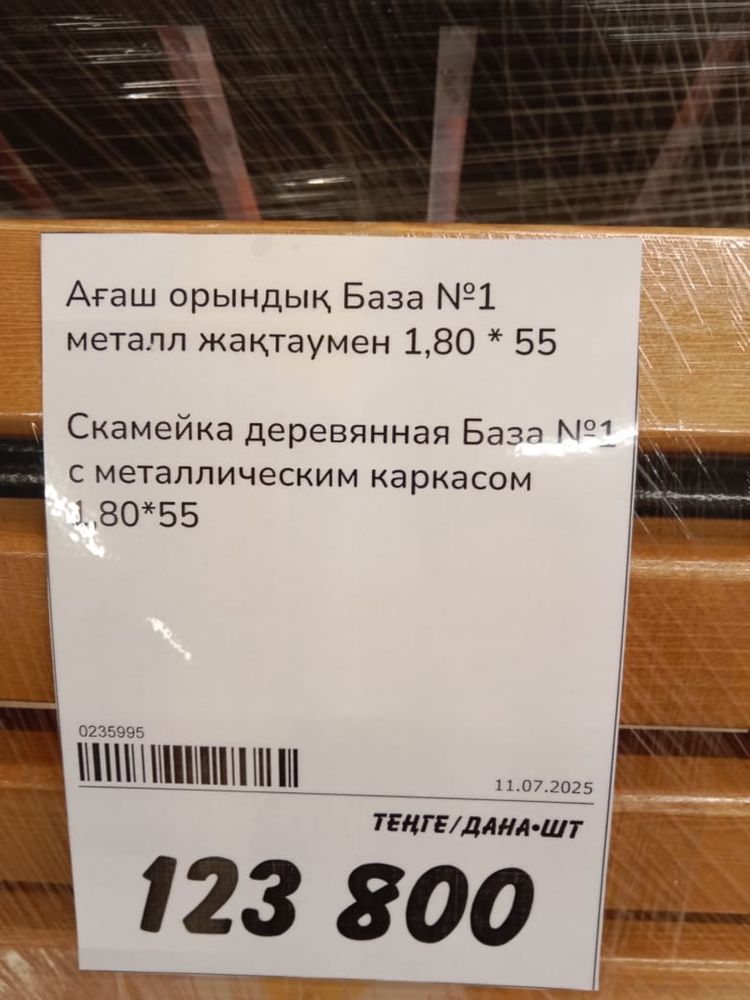 Ағаш орындық База №1
металл жақтаумен 1,80 * 55
Скамейка деревянная База №1
с металлическим каркасом
1,80*55
0235995
11.07.2025
ТЕҢГЕ/ДАНА•ШТ
123 800